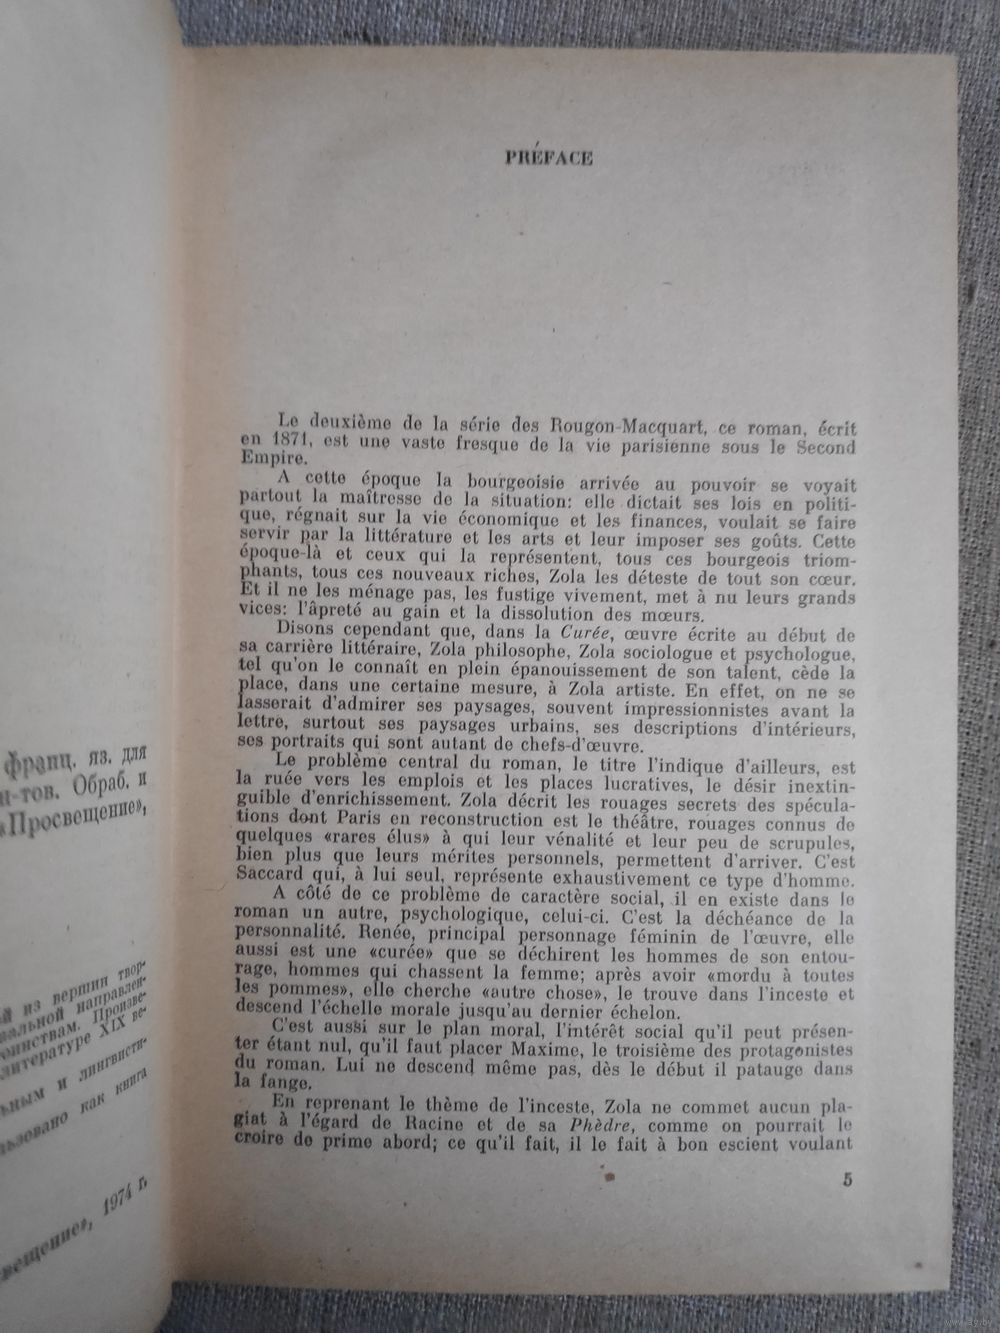 франц. яз. для
тов. Обраб. и
«Просвещение»,
из вершин твор-
направлен-
Произве-
литературе XIX ве-
и лингвисти-
как книга
1974 г.
PRÉFACE
Le deuxième de la série des Rougon-Macquart, ce roman, écrit
en 1871, est une vaste fresque de la vie parisienne sous le Second
Empire.
A cette époque la bourgeoisie arrivée au pouvoir se voyait
partout la maîtresse de la situation: elle dictait ses lois en politi-
que, régnait sur la vie économique et les finances, voulait se faire
servir par la littérature et les arts et leur imposer ses goûts. Cette
époque-là et ceux qui la représentent, tous ces bourgeois triom-
phants, tous ces nouveaux riches, Zola les déteste de tout son cœur.
Et il ne les ménage pas, les fustige vivement, met à nu leurs grands
vices: l'âpreté au gain et la dissolution des mœurs.
Disons cependant que, dans la Curée, œuvre écrite au début de
sa carrière littéraire, Zola philosophe, Zola sociologue et psychologue,
tel qu'on le connaît en plein épanouissement de son talent, cède la
place, dans une certaine mesure, à Zola artiste. En effet, on ne se
lasserait d'admirer ses paysages, souvent impressionnistes avant la
lettre, surtout ses paysages urbains, ses descriptions d'intérieurs,
ses portraits qui sont autant de chefs-d'œuvre.
Le problème central du roman, le titre l'indique d'ailleurs, est
la ruée vers les emplois et les places lucratives, le désir inextin-
guible d'enrichissement. Zola décrit les rouages secrets des spécula-
tions dont Paris en reconstruction est le théâtre, rouages connus de
quelques «rares élus» à qui leur vénalité et leur peu de scrupules,
bien plus que leurs mérites personnels, permettent d'arriver. C'est
Saccard qui, à lui seul, représente exhaustivement ce type d'homme.
A côté de ce problème de caractère social, il en existe dans le
roman un autre, psychologique, celui-ci. C'est la déchéance de la
personnalité. Renée, principal personnage féminin de l'œuvre, elle
aussi est une «curée» que se déchirent les hommes de son entou-
rage, hommes qui chassent la femme; après avoir «mordu à toutes
les pommes», elle cherche «autre chose», le trouve dans l'inceste et
descend l'échelle morale jusqu'au dernier échelon.
C'est aussi sur le plan moral, l'intérêt social qu'il peut présen-
ter étant nul, qu'il faut placer Maxime, le troisième des protagonistes
du roman. Lui ne descend même pas, dès le début il patauge dans
la fange.
En reprenant le thème de l'inceste, Zola ne commet aucun pla-
giat à l'égard de Racine et de sa Phèdre, comme on pourrait le
croire de prime abord; ce qu'il fait, il le fait à bon escient voulant
5